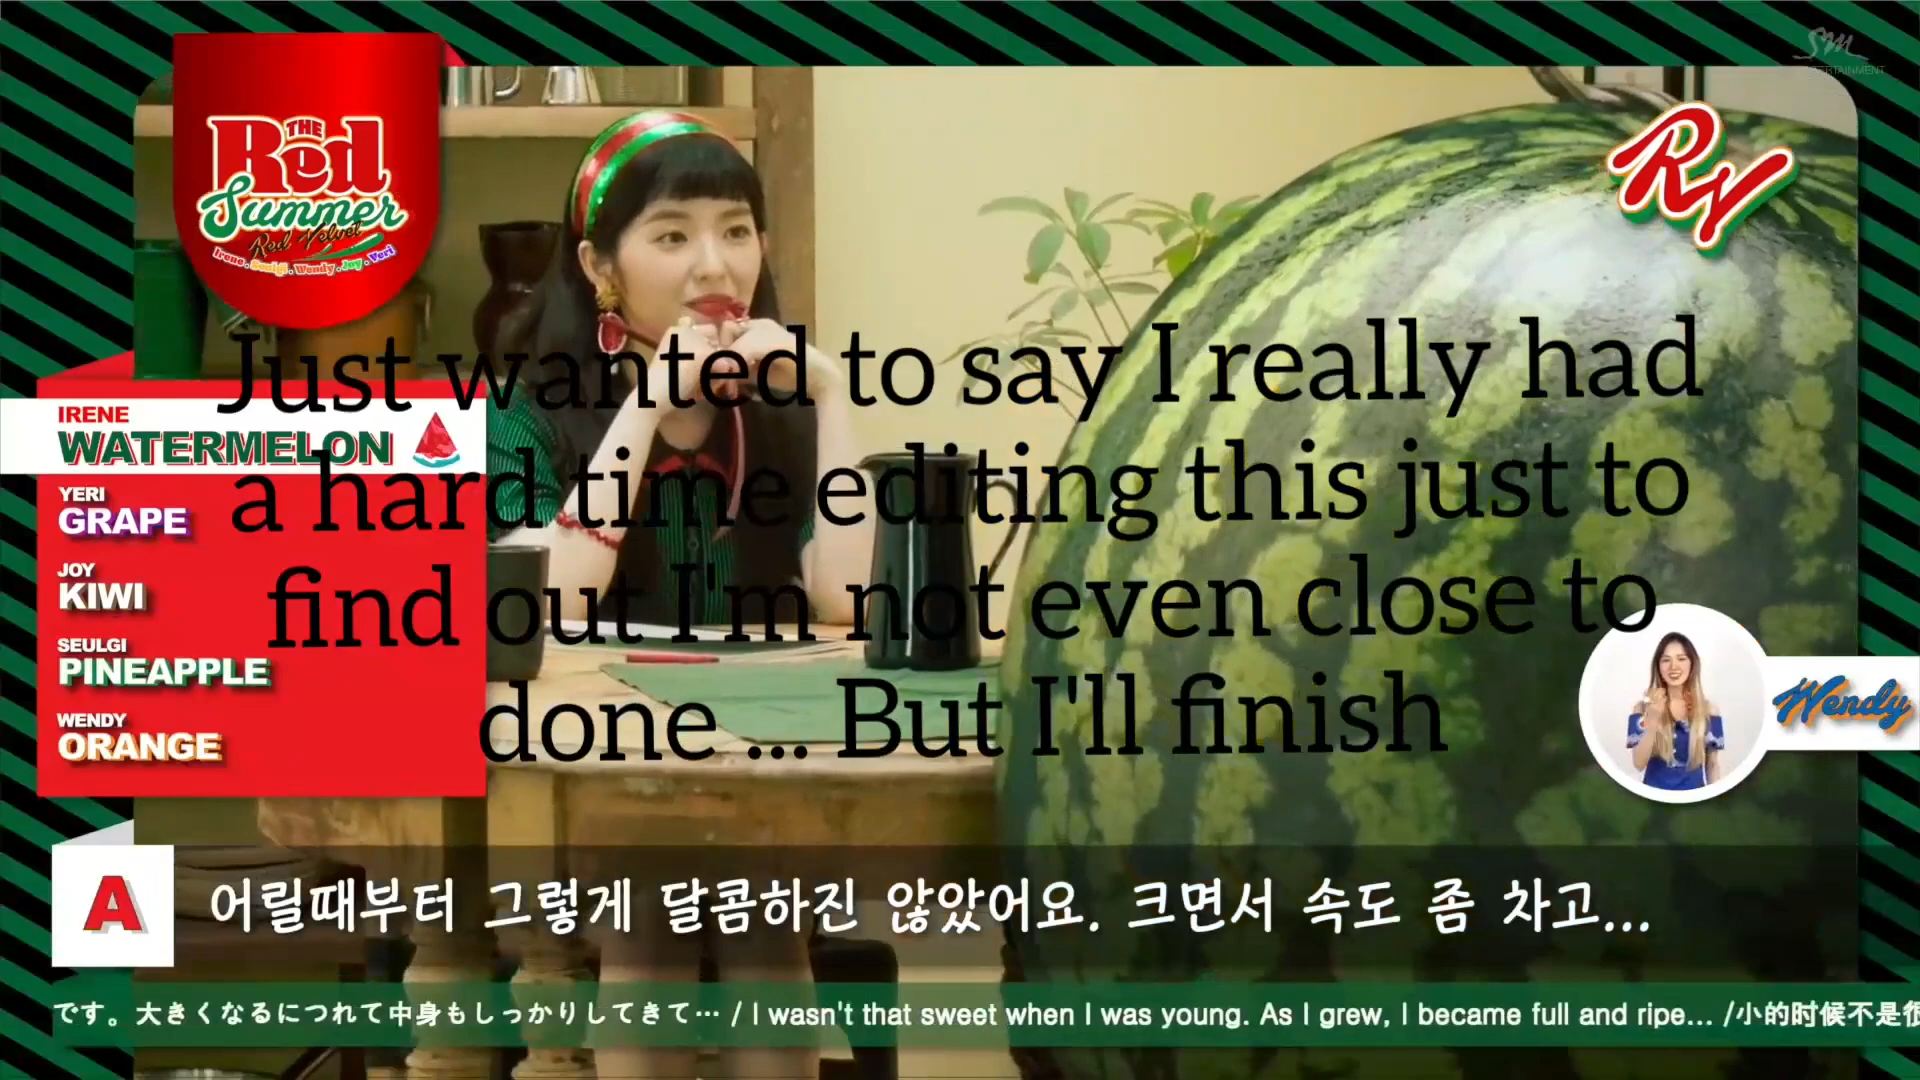 SM
ENTERTAINMENT
THE
Red
Summer
Red Velvet
Irene . Seulgi . Wendy . Joy . Yeri
RV
Just wanted to say I really had
a hard time editing this just to
find out I'm not even close to
done ... But I'll finish
IRENE
WATERMELON
YERI
GRAPE
JOY
KIWI
SEULGI
PINEAPPLE
WENDY
ORANGE
Wendy
A
어릴때부터 그렇게 달콤하진 않았어요. 크면서 속도 좀 차고...
です。大きくなるにつれて中身もしっかりしてきて… / I wasn't that sweet when I was young. As I grew, I became full and ripe... /小的时候不是很